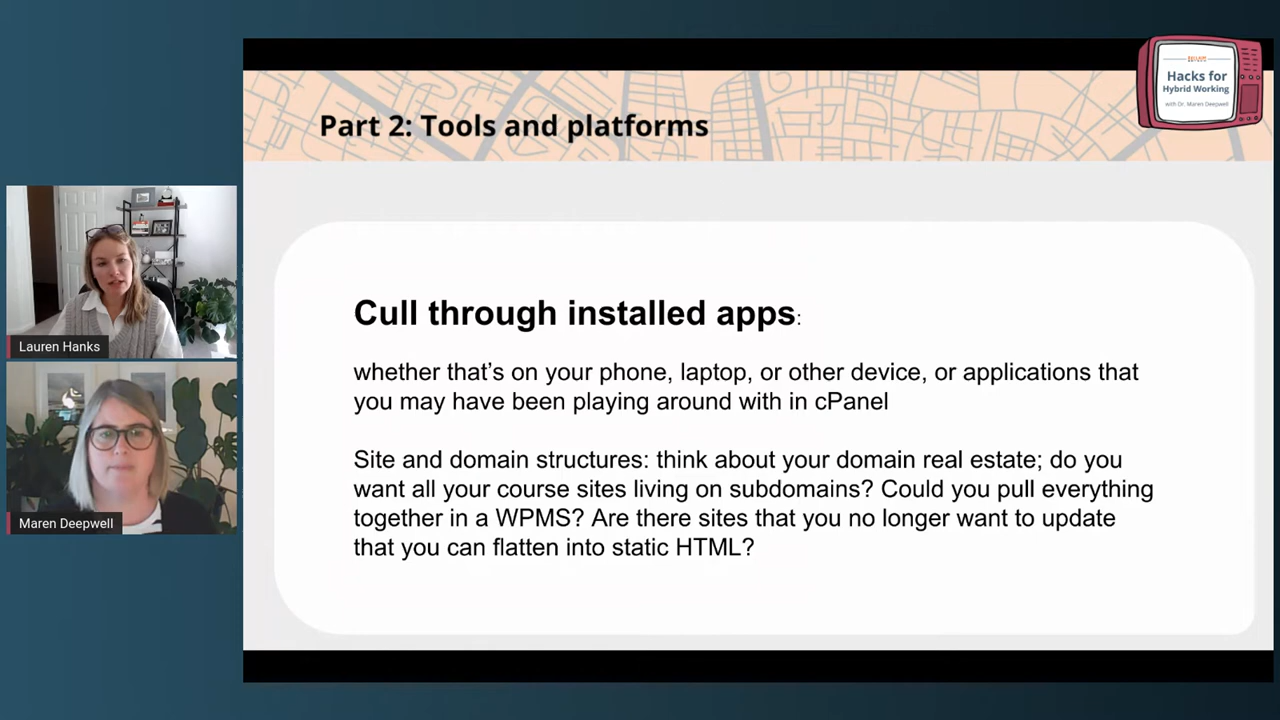 Part 2: Tools and platforms
Hacks for
Hybrid Working
with Dr. Maren Deepwell
Lauren Hanks
Maren Deepwell
Cull through installed apps:
whether that’s on your phone, laptop, or other device, or applications that
you may have been playing around with in cPanel
Site and domain structures: think about your domain real estate; do you
want all your course sites living on subdomains? Could you pull everything
together in a WPMS? Are there sites that you no longer want to update
that you can flatten into static HTML?